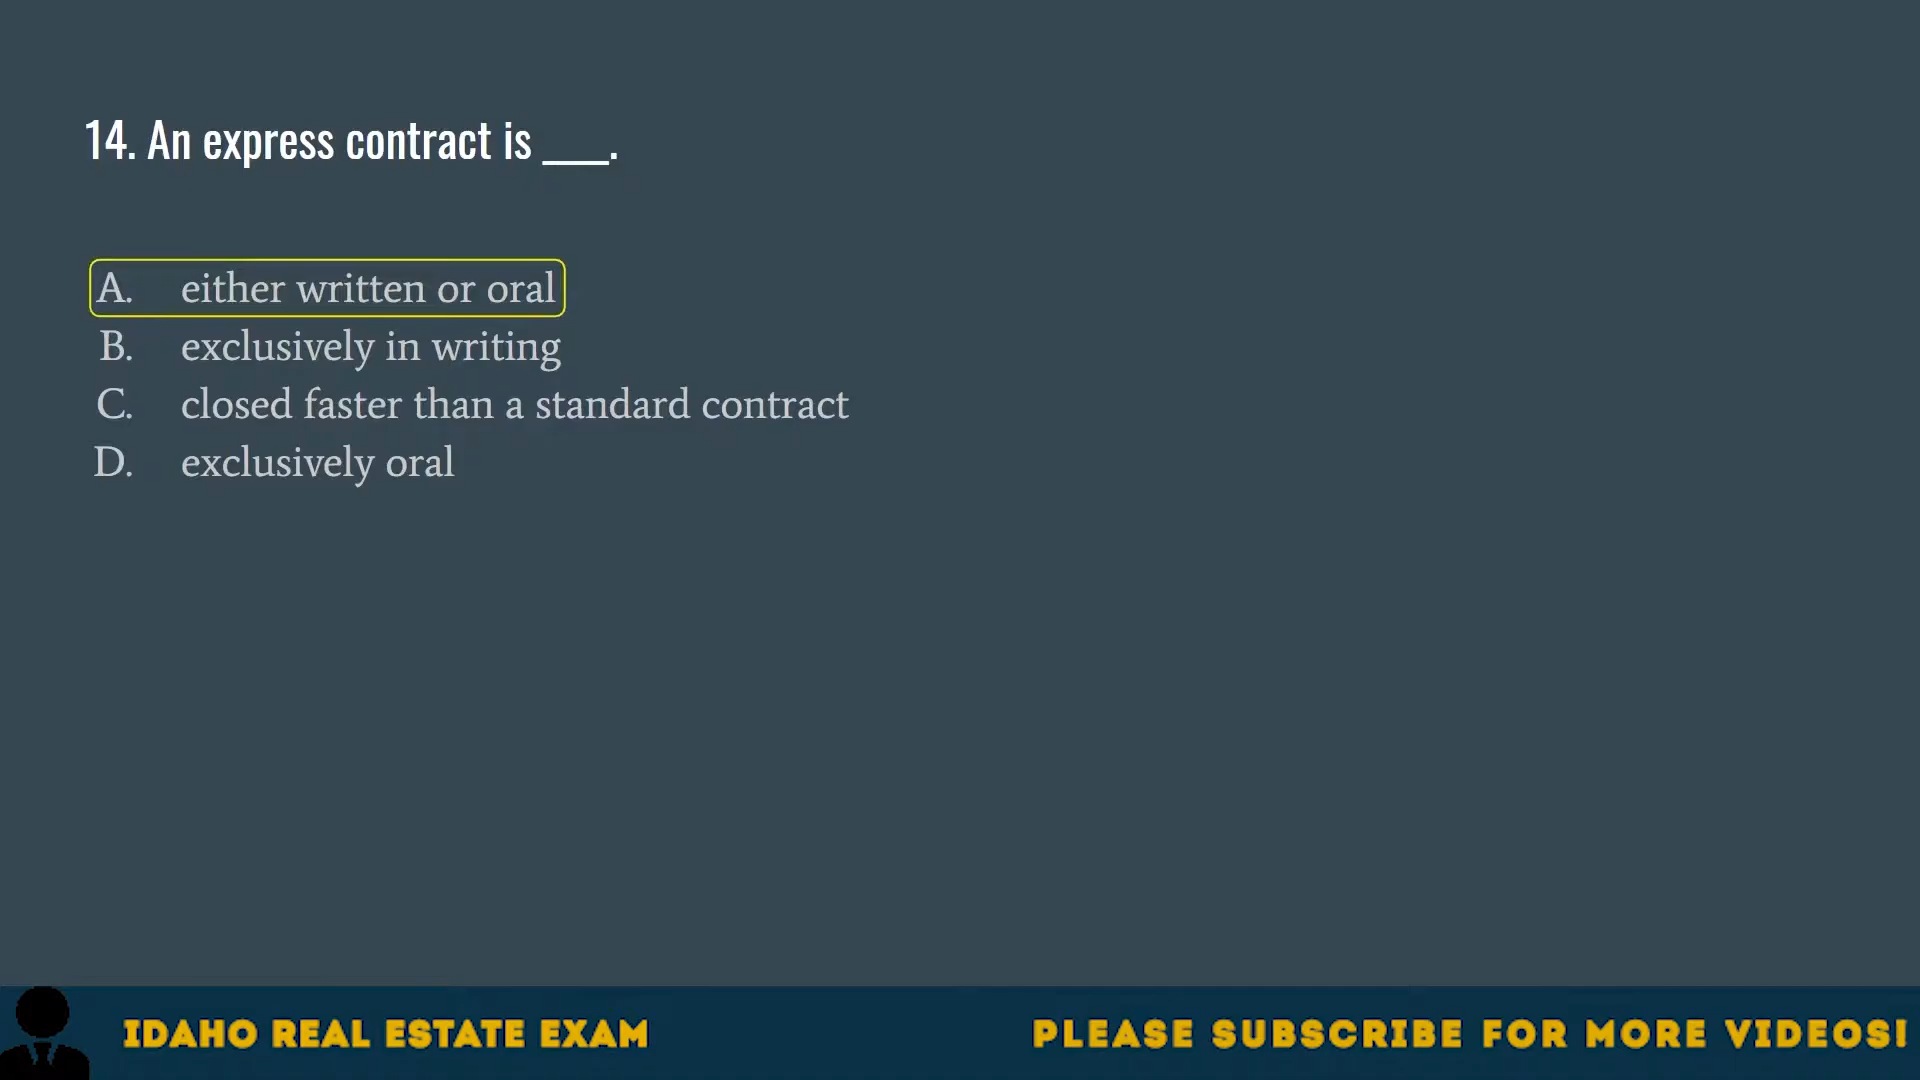 14. An express contract is ____.
A. either written or oral
B. exclusively in writing
C. closed faster than a standard contract
D. exclusively oral
IDAHO REAL ESTATE EXAM
PLEASE SUBSCRIBE FOR MORE VIDEOS!